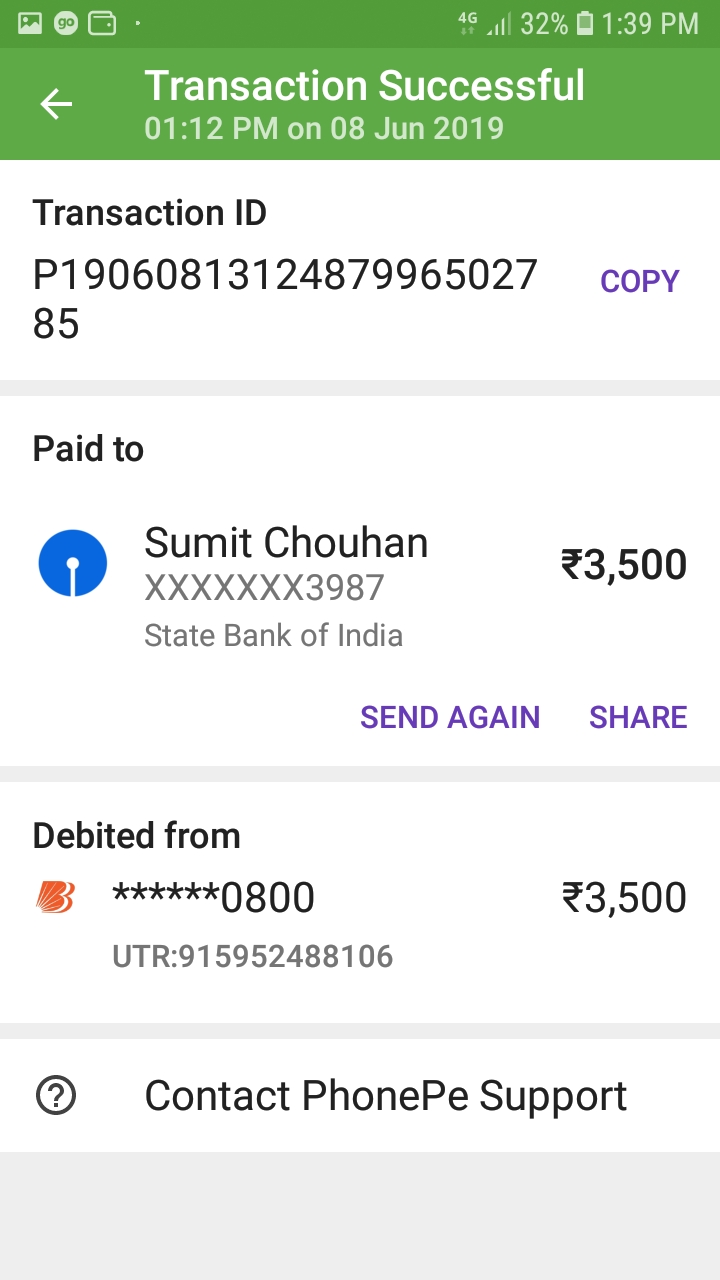 go 4G 32% 1:39 PM
Transaction Successful
01:12 PM on 08 Jun 2019
Transaction ID
P19060813124879965027
85
COPY
Paid to
Sumit Chouhan
XXXXXXX3987
₹3,500
State Bank of India
SEND AGAIN SHARE
Debited from
******0800 ₹3,500
UTR:915952488106
Contact PhonePe Support